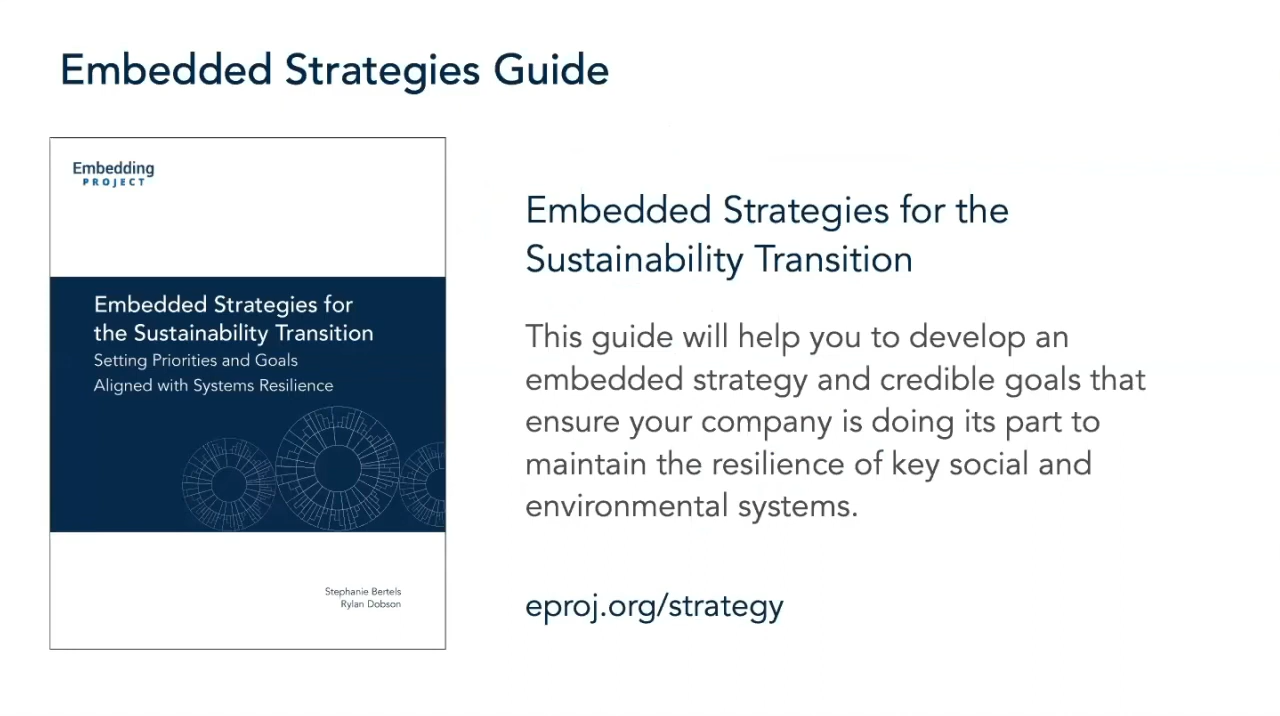 Embedded Strategies Guide
Embedding
PROJECT
Embedded Strategies for
the Sustainability Transition
Setting Priorities and Goals
Aligned with Systems Resilience
Stephanie Bertels
Rylan Dobson
Embedded Strategies for the
Sustainability Transition
This guide will help you to develop an
embedded strategy and credible goals that
ensure your company is doing its part to
maintain the resilience of key social and
environmental systems.
eproj.org/strategy